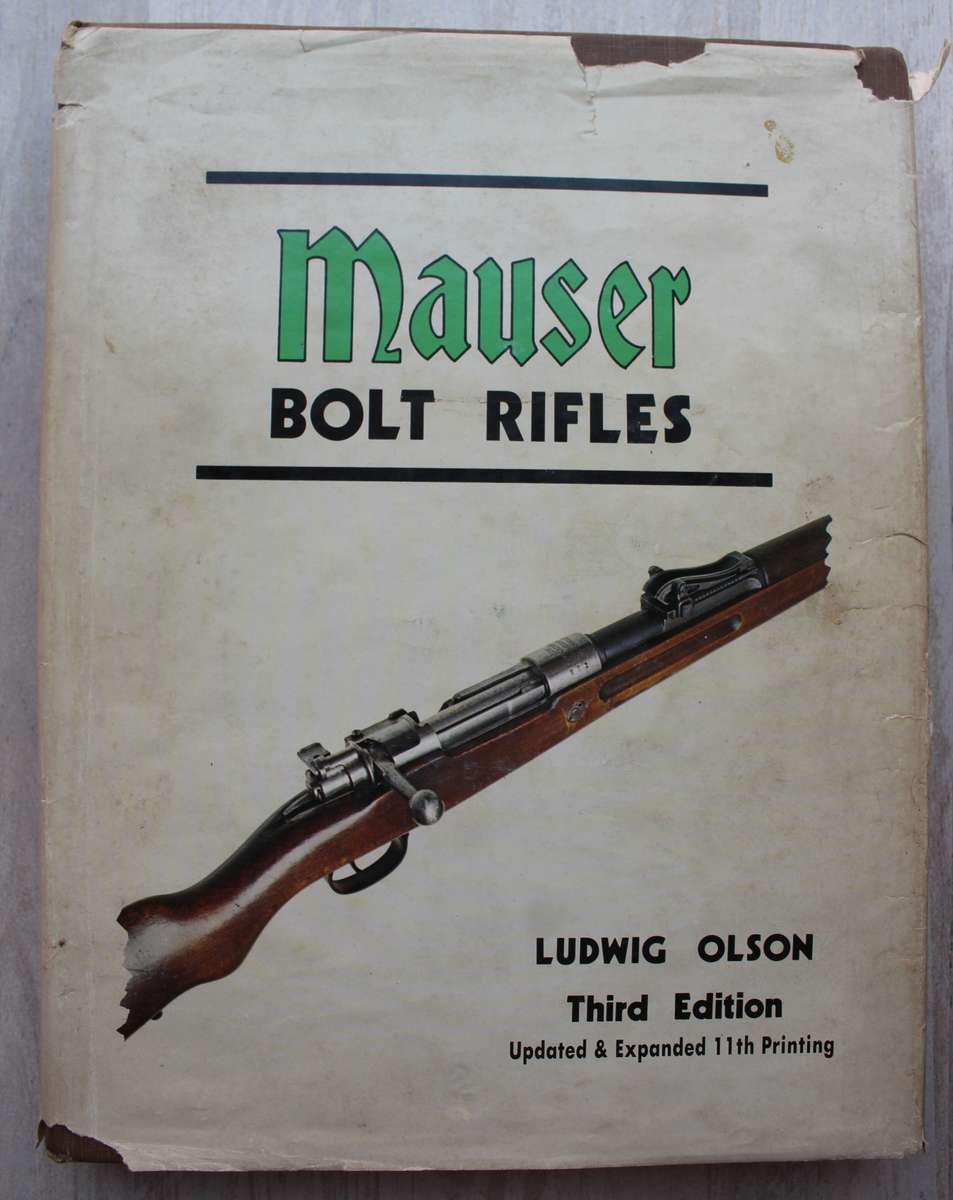 Mauser
BOLT RIFLES
LUDWIG OLSON
Third Edition
Updated & Expanded 11th Printing